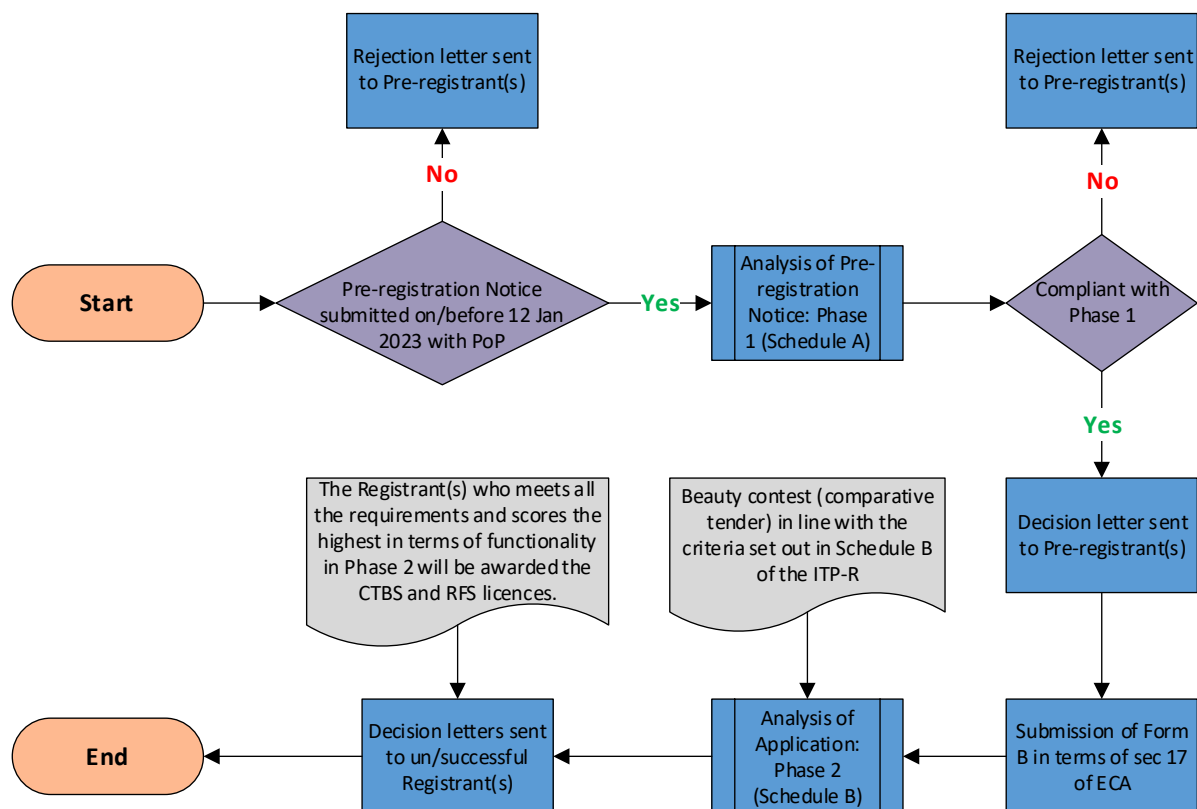 Rejection letter sent
to Pre-registrant(s)
Rejection letter sent
to Pre-registrant(s)
No
No
Start
Pre-registration Notice
submitted on/before 12 Jan
2023 with PoP
Yes
Analysis of Pre-
registration
Notice: Phase
1 (Schedule A)
Compliant with
Phase 1
Yes
The Registrant(s) who meets all
the requirements and scores the
highest in terms of functionality
in Phase 2 will be awarded the
CTBS and RFS licences.
Beauty contest (comparative
tender) in line with the
criteria set out in Schedule B
of the ITP-R
Decision letter sent
to Pre-registrant(s)
End
Decision letters sent
to un/successful
Registrant(s)
Analysis of
Application:
Phase 2
(Schedule B)
Submission of Form
B in terms of sec 17
of ECA